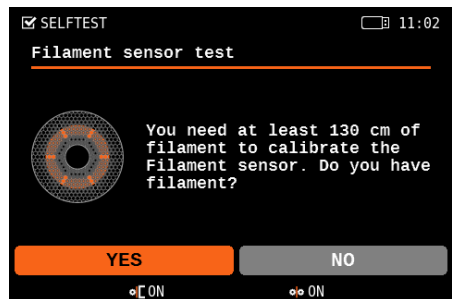 SELFTEST
11:02
Filament sensor test
You need at least 130 cm of
filament to calibrate the
Filament sensor. Do you have
filament?
YES
NO
ON
ON